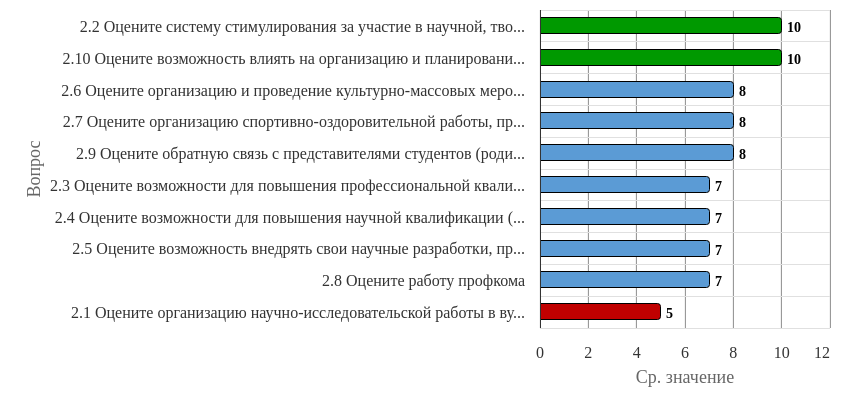 2.2 Оцените систему стимулирования за участие в научной, тво...
10
2.10 Оцените возможность влиять на организацию и планировани...
10
2.6 Оцените организацию и проведение культурно-массовых меро...
8
2.7 Оцените организацию спортивно-оздоровительной работы, пр...
8
2.9 Оцените обратную связь с представителями студентов (роди...
8
2.3 Оцените возможности для повышения профессиональной квали...
7
2.4 Оцените возможности для повышения научной квалификации (...
7
2.5 Оцените возможность внедрять свои научные разработки, пр...
7
2.8 Оцените работу профкома
7
2.1 Оцените организацию научно-исследовательской работы в ву...
5
Вопрос
0 2 4 6 8 10 12
Ср. значение